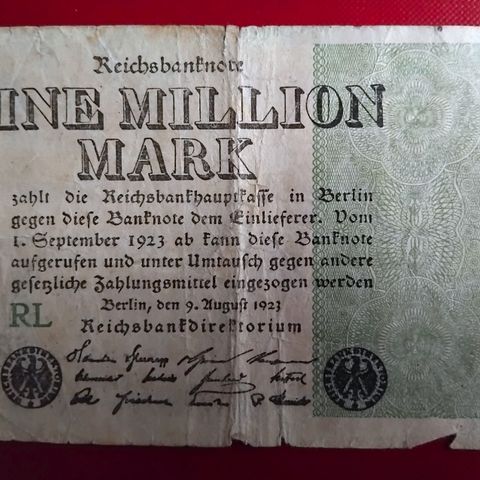 Reichsbanknote
INE MILLION
MARK
zahlt die Reichsbankhauptkasse in Berlin
gegen diese Banknote dem Einlieferer. Vom
1. September 1923 ab kann diese Banknote
aufgerufen und unter Umtausch gegen andere
gesetzliche Zahlungsmittel eingezogen werden
Berlin, den 9. August 1923
RL
Reichsbankdirektorium